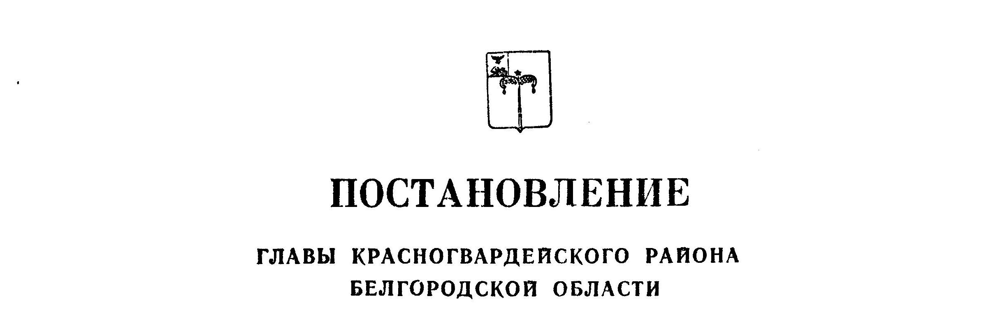 ПОСТАНОВЛЕНИЕ
ГЛАВЫ КРАСНОГВАРДЕЙСКОГО РАЙОНА
БЕЛГОРОДСКОЙ ОБЛАСТИ